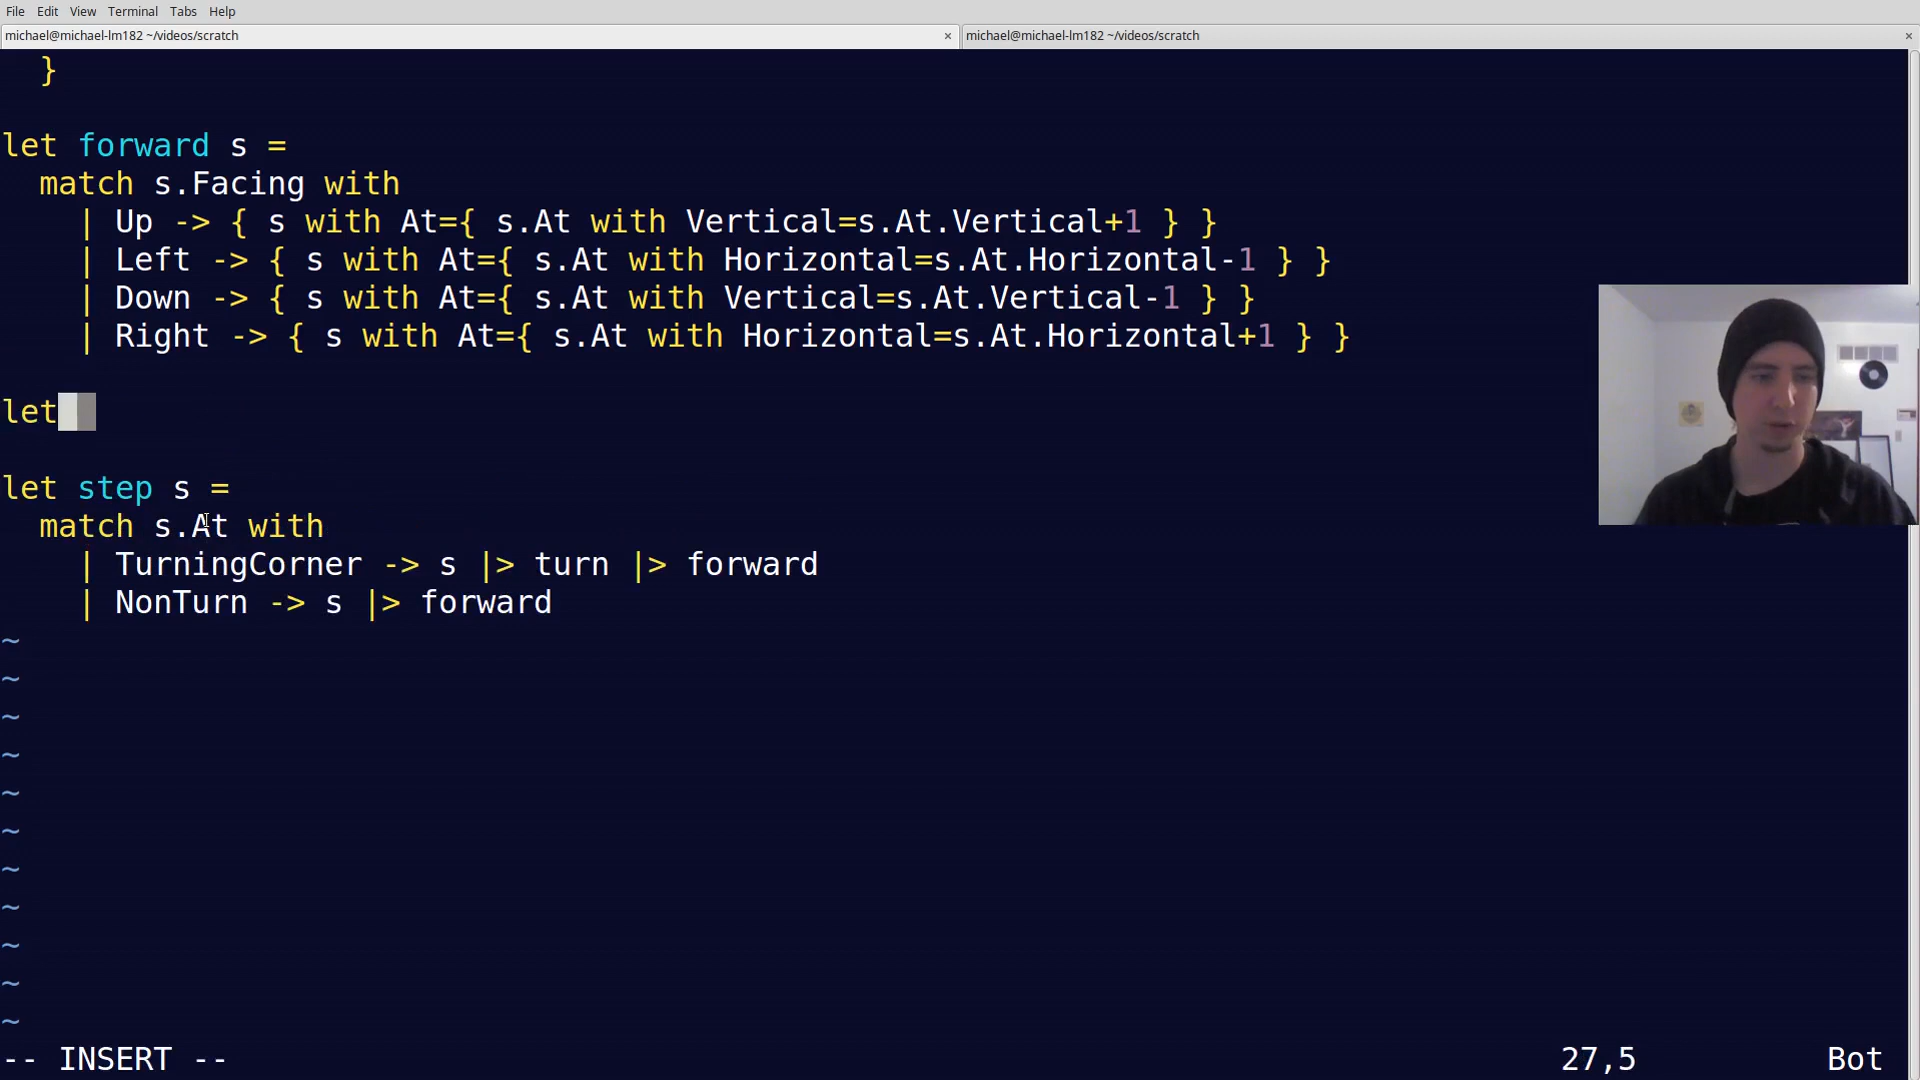 File Edit View Terminal Tabs Help
michael@michael-lm182 ~/videos/scratch × michael@michael-lm182 ~/videos/scratch ×
  }
let forward s =
  match s.Facing with
    | Up -> { s with At={ s.At with Vertical=s.At.Vertical+1 } }
    | Left -> { s with At={ s.At with Horizontal=s.At.Horizontal-1 } }
    | Down -> { s with At={ s.At with Vertical=s.At.Vertical-1 } }
    | Right -> { s with At={ s.At with Horizontal=s.At.Horizontal+1 } }
let
let step s =
  match s.At with
    | TurningCorner -> s |> turn |> forward
    | NonTurn -> s |> forward
~
~
~
~
~
~
~
~
~
~
~
-- INSERT -- 27,5 Bot